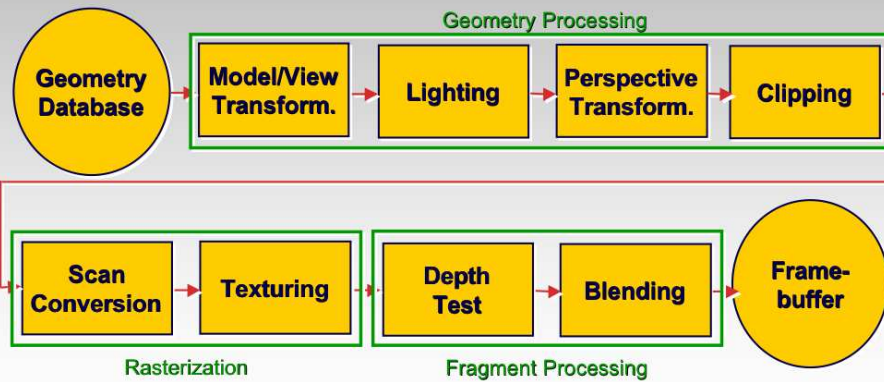 Geometry Processing
Geometry
Database
Model/View
Transform.
Lighting
Perspective
Transform.
Clipping
Scan
Conversion
Texturing
Depth
Test
Blending
Frame-
buffer
Rasterization
Fragment Processing